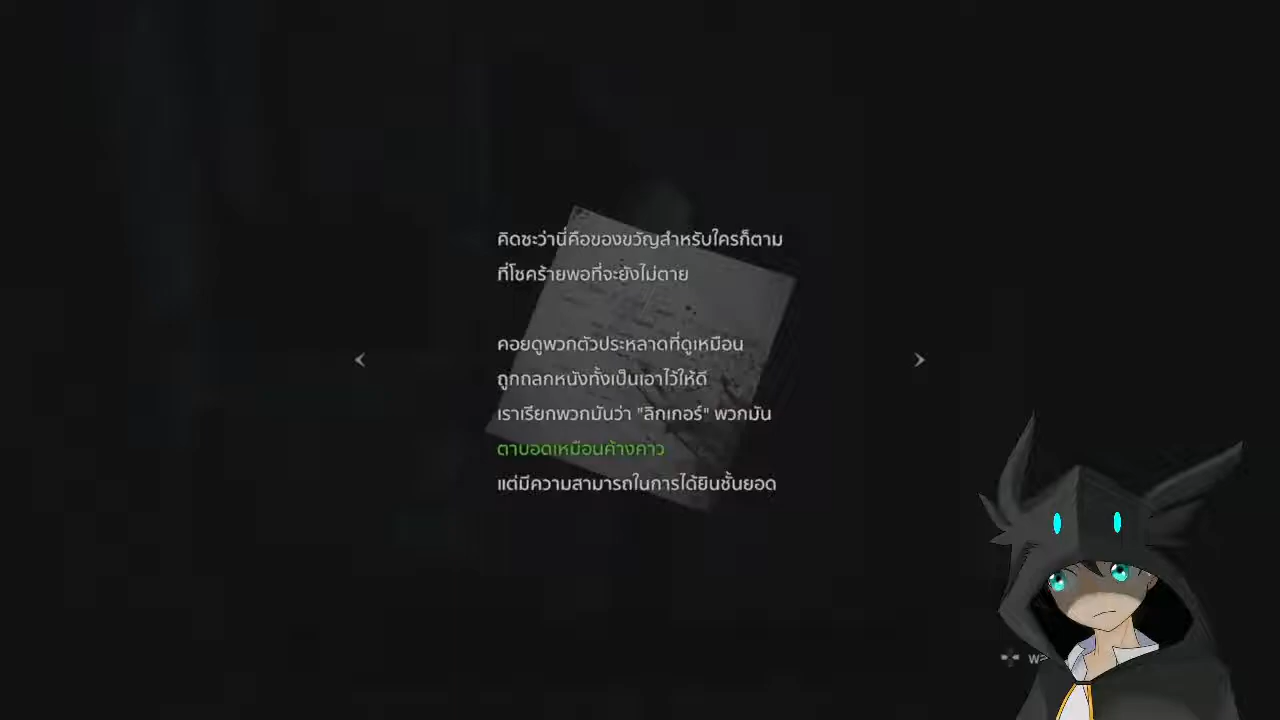 คิดซะว่านี่คือของขวัญสำหรับใครก็ตาม
ที่โชคร้ายพอที่จะยังไม่ตาย
คอยดูพวกตัวประหลาดที่ดูเหมือน
ถูกถลกหนังทั้งเป็นเอาไว้ให้ดี
เราเรียกพวกมันว่า "ลิกเกอร์" พวกมัน
ตาบอดเหมือนค้างคาว
แต่มีความสามารถในการได้ยินชั้นยอด